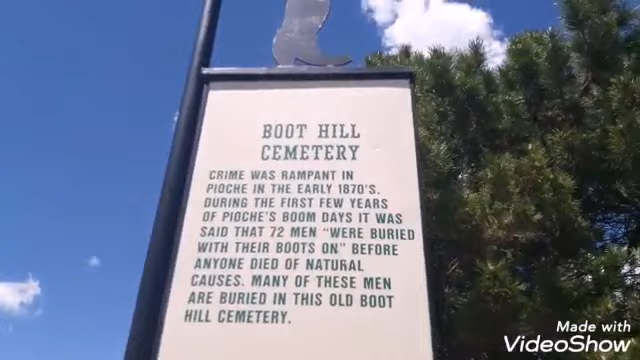 BOOT HILL
CEMETERY
CRIME WAS RAMPANT IN
PIOCHE IN THE EARLY 1870'S.
DURING THE FIRST FEW YEARS
OF PIOCHE'S BOOM DAYS IT WAS
SAID THAT 72 MEN "WERE BURIED
WITH THEIR BOOTS ON" BEFORE
ANYONE DIED OF NATURAL
CAUSES. MANY OF THESE MEN
ARE BURIED IN THIS OLD BOOT
HILL CEMETERY.
Made with
VideoShow